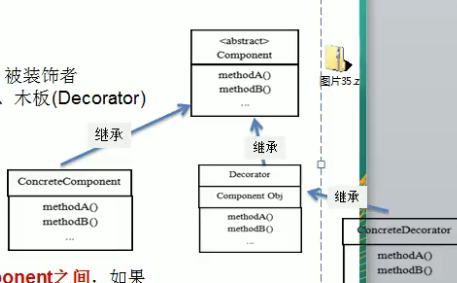 <abstract>
Component
methodA()
methodB()
...
被装饰者
、木板(Decorator)
图片35.z
继承
继承
继承
ConcreteComponent
methodA()
methodB()
...
Decorator
Component Obj
methodA()
methodB()
...
ConcreteDecorator
methodA()
methodB()
ponent之间，如果